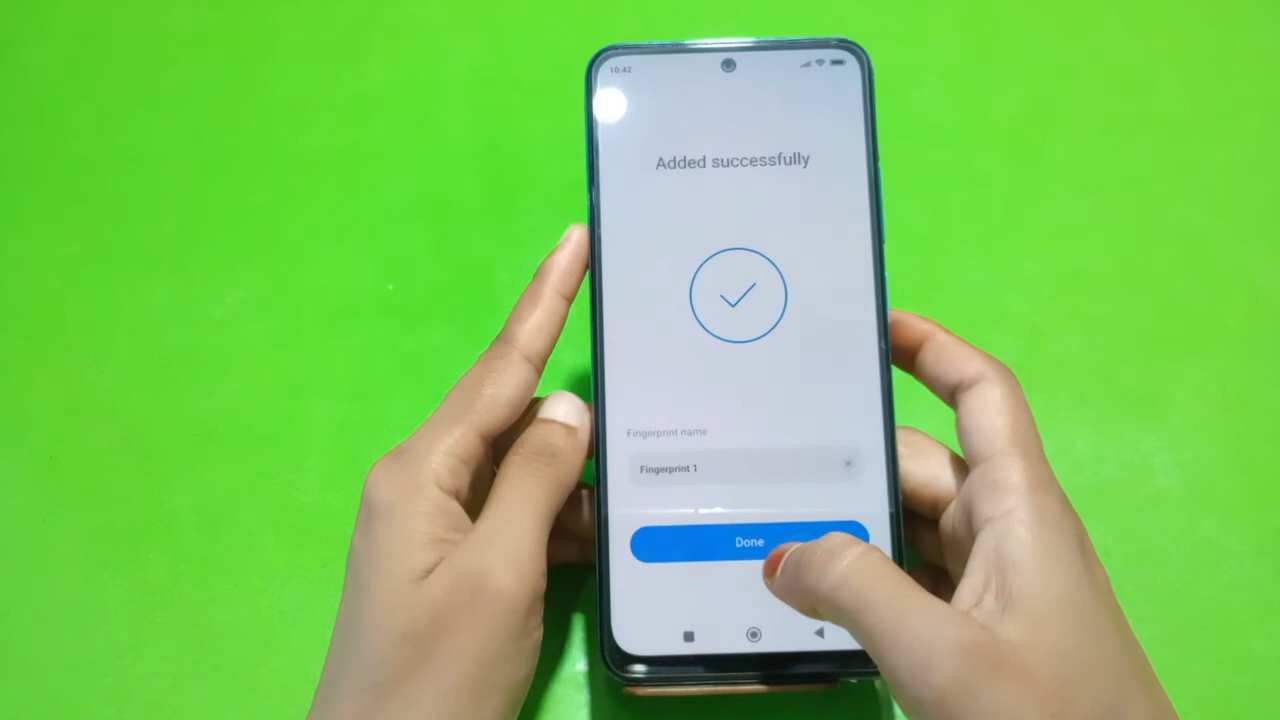 10:42
Added successfully
Fingerprint name
Fingerprint 1
Done